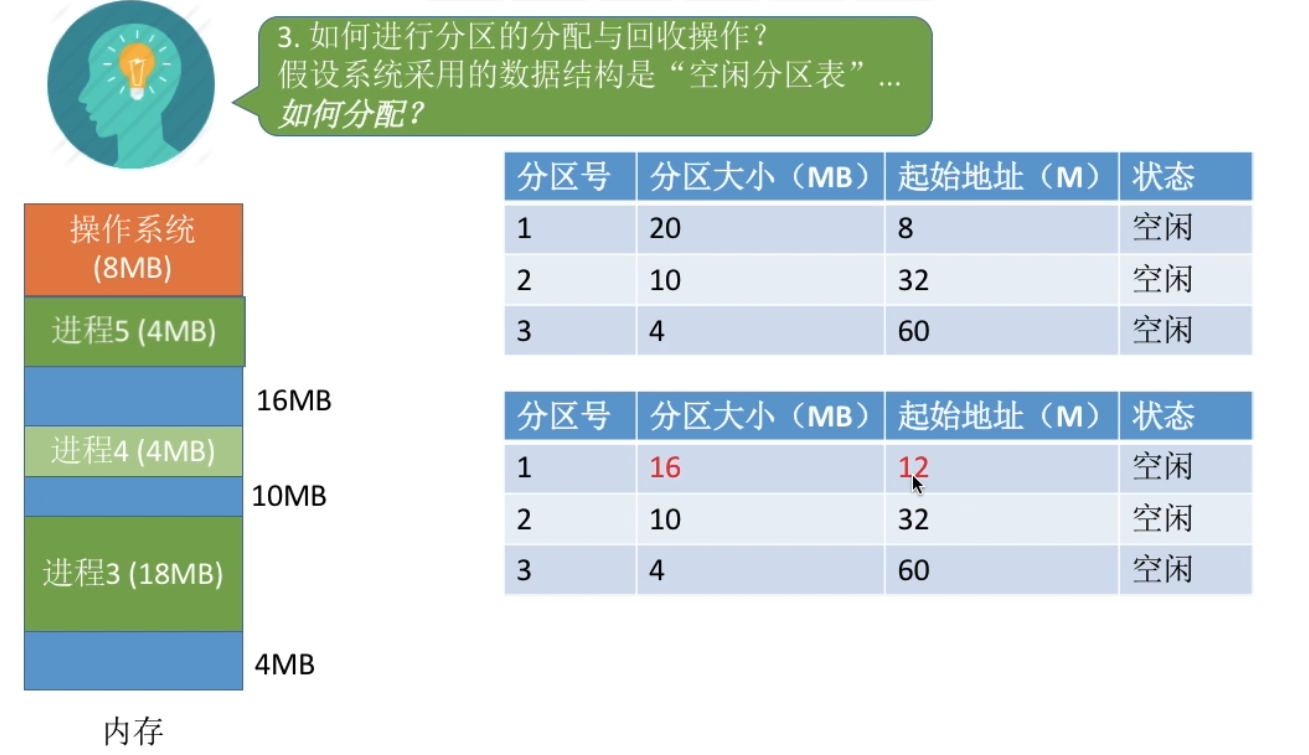 3. 如何进行分区的分配与回收操作？
假设系统采用的数据结构是“空闲分区表”…
如何分配？
操作系统
(8MB)
进程5 (4MB)
16MB
进程4 (4MB)
10MB
进程3 (18MB)
4MB
内存
分区号 分区大小（MB） 起始地址（M） 状态
1 20 8 空闲
2 10 32 空闲
3 4 60 空闲
分区号 分区大小（MB） 起始地址（M） 状态
1 16 12 空闲
2 10 32 空闲
3 4 60 空闲